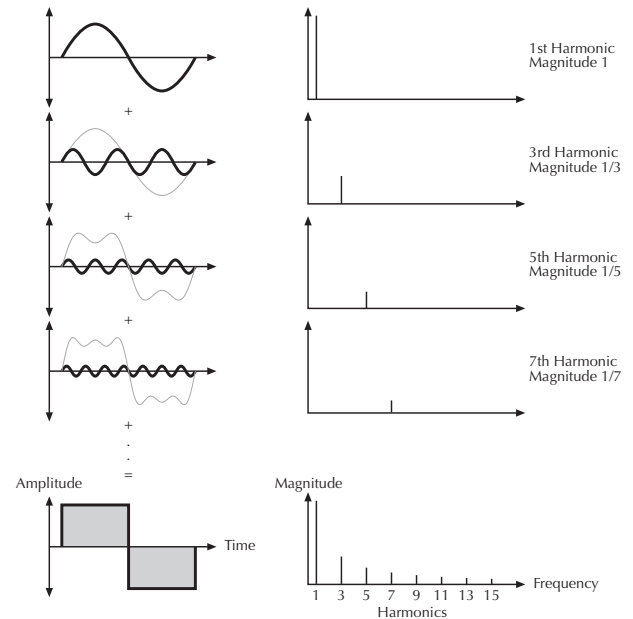 1st Harmonic
Magnitude 1
+
3rd Harmonic
Magnitude 1/3
+
5th Harmonic
Magnitude 1/5
+
7th Harmonic
Magnitude 1/7
+
.
.
=
Amplitude
Magnitude
Time
Frequency
1 3 5 7 9 11 13 15
Harmonics